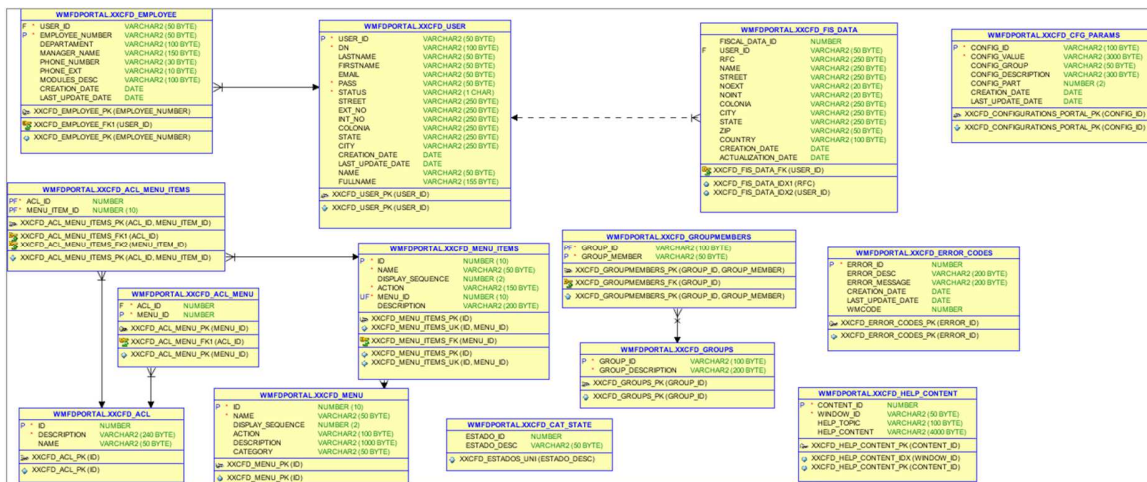 WMFDPORTAL.XXCFD_EMPLOYEE
F * USER_ID VARCHAR2 (50 BYTE)
P * EMPLOYEE_NUMBER VARCHAR2 (50 BYTE)
DEPARTAMENT VARCHAR2 (100 BYTE)
MANAGER_NAME VARCHAR2 (150 BYTE)
PHONE_NUMBER VARCHAR2 (30 BYTE)
PHONE_EXT VARCHAR2 (10 BYTE)
MODULES_DESC VARCHAR2 (100 BYTE)
CREATION_DATE DATE
LAST_UPDATE_DATE DATE
XXCFD_EMPLOYEE_PK (EMPLOYEE_NUMBER)
XXCFD_EMPLOYEE_FK1 (USER_ID)
XXCFD_EMPLOYEE_PK (EMPLOYEE_NUMBER)
WMFDPORTAL.XXCFD_USER
P * USER_ID VARCHAR2 (50 BYTE)
* DN VARCHAR2 (100 BYTE)
LASTNAME VARCHAR2 (50 BYTE)
FIRSTNAME VARCHAR2 (50 BYTE)
EMAIL VARCHAR2 (50 BYTE)
* PASS VARCHAR2 (50 BYTE)
* STATUS VARCHAR2 (1 CHAR)
STREET VARCHAR2 (250 BYTE)
EXT_NO VARCHAR2 (250 BYTE)
INT_NO VARCHAR2 (250 BYTE)
COLONIA VARCHAR2 (250 BYTE)
STATE VARCHAR2 (250 BYTE)
CITY VARCHAR2 (250 BYTE)
CREATION_DATE DATE
LAST_UPDATE_DATE DATE
NAME VARCHAR2 (50 BYTE)
FULLNAME VARCHAR2 (155 BYTE)
XXCFD_USER_PK (USER_ID)
XXCFD_USER_PK (USER_ID)
WMFDPORTAL.XXCFD_FIS_DATA
FISCAL_DATA_ID NUMBER
F USER_ID VARCHAR2 (50 BYTE)
RFC VARCHAR2 (250 BYTE)
NAME VARCHAR2 (250 BYTE)
STREET VARCHAR2 (250 BYTE)
NOEXT VARCHAR2 (20 BYTE)
NOINT VARCHAR2 (20 BYTE)
COLONIA VARCHAR2 (250 BYTE)
CITY VARCHAR2 (250 BYTE)
STATE VARCHAR2 (250 BYTE)
ZIP VARCHAR2 (50 BYTE)
COUNTRY VARCHAR2 (100 BYTE)
CREATION_DATE DATE
ACTUALIZATION_DATE DATE
XXCFD_FIS_DATA_FK (USER_ID)
XXCFD_FIS_DATA_IDX1 (RFC)
XXCFD_FIS_DATA_IDX2 (USER_ID)
WMFDPORTAL.XXCFD_CFG_PARAMS
P * CONFIG_ID VARCHAR2 (100 BYTE)
* CONFIG_VALUE VARCHAR2 (3000 BYTE)
* CONFIG_GROUP VARCHAR2 (50 BYTE)
* CONFIG_DESCRIPTION VARCHAR2 (300 BYTE)
CONFIG_PART NUMBER (2)
CREATION_DATE DATE
LAST_UPDATE_DATE DATE
XXCFD_CONFIGURATIONS_PORTAL_PK (CONFIG_ID)
XXCFD_CONFIGURATIONS_PORTAL_PK (CONFIG_ID)
WMFDPORTAL.XXCFD_ACL_MENU_ITEMS
PF* ACL_ID NUMBER
PF* MENU_ITEM_ID NUMBER (10)
XXCFD_ACL_MENU_ITEMS_PK (ACL_ID, MENU_ITEM_ID)
XXCFD_ACL_MENU_ITEMS_FK1 (ACL_ID)
XXCFD_ACL_MENU_ITEMS_FK2 (MENU_ITEM_ID)
XXCFD_ACL_MENU_ITEMS_PK (ACL_ID, MENU_ITEM_ID)
WMFDPORTAL.XXCFD_MENU_ITEMS
P * ID NUMBER (10)
* NAME VARCHAR2 (50 BYTE)
DISPLAY_SEQUENCE NUMBER (2)
* ACTION VARCHAR2 (150 BYTE)
UF* MENU_ID NUMBER (10)
DESCRIPTION VARCHAR2 (200 BYTE)
XXCFD_MENU_ITEMS_PK (ID)
XXCFD_MENU_ITEMS_UK (ID, MENU_ID)
XXCFD_MENU_ITEMS_FK (MENU_ID)
XXCFD_MENU_ITEMS_PK (ID)
XXCFD_MENU_ITEMS_UK (ID, MENU_ID)
WMFDPORTAL.XXCFD_GROUPMEMBERS
PF* GROUP_ID VARCHAR2 (100 BYTE)
P * GROUP_MEMBER VARCHAR2 (50 BYTE)
XXCFD_GROUPMEMBERS_PK (GROUP_ID, GROUP_MEMBER)
XXCFD_GROUPMEMBERS_FK (GROUP_ID)
XXCFD_GROUPMEMBERS_PK (GROUP_ID, GROUP_MEMBER)
WMFDPORTAL.XXCFD_ERROR_CODES
P * ERROR_ID NUMBER
ERROR_DESC VARCHAR2 (200 BYTE)
ERROR_MESSAGE VARCHAR2 (200 BYTE)
CREATION_DATE DATE
LAST_UPDATE_DATE DATE
WMCODE NUMBER
XXCFD_ERROR_CODES_PK (ERROR_ID)
XXCFD_ERROR_CODES_PK (ERROR_ID)
WMFDPORTAL.XXCFD_ACL_MENU
F * ACL_ID NUMBER
P * MENU_ID NUMBER
XXCFD_ACL_MENU_PK (MENU_ID)
XXCFD_ACL_MENU_FK1 (ACL_ID)
XXCFD_ACL_MENU_PK (MENU_ID)
WMFDPORTAL.XXCFD_GROUPS
P * GROUP_ID VARCHAR2 (100 BYTE)
* GROUP_DESCRIPTION VARCHAR2 (200 BYTE)
XXCFD_GROUPS_PK (GROUP_ID)
XXCFD_GROUPS_PK (GROUP_ID)
WMFDPORTAL.XXCFD_ACL
P * ID NUMBER
* DESCRIPTION VARCHAR2 (240 BYTE)
NAME VARCHAR2 (50 BYTE)
XXCFD_ACL_PK (ID)
XXCFD_ACL_PK (ID)
WMFDPORTAL.XXCFD_MENU
P * ID NUMBER (10)
* NAME VARCHAR2 (50 BYTE)
DISPLAY_SEQUENCE NUMBER (2)
ACTION VARCHAR2 (100 BYTE)
DESCRIPTION VARCHAR2 (1000 BYTE)
CATEGORY VARCHAR2 (50 BYTE)
XXCFD_MENU_PK (ID)
XXCFD_MENU_PK (ID)
WMFDPORTAL.XXCFD_CAT_STATE
ESTADO_ID NUMBER
ESTADO_DESC VARCHAR2 (50 BYTE)
XXCFD_ESTADOS_UNI (ESTADO_DESC)
WMFDPORTAL.XXCFD_HELP_CONTENT
P * CONTENT_ID NUMBER
* WINDOW_ID VARCHAR2 (50 BYTE)
HELP_TOPIC VARCHAR2 (100 BYTE)
HELP_CONTENT VARCHAR2 (4000 BYTE)
XXCFD_HELP_CONTENT_PK (CONTENT_ID)
XXCFD_HELP_CONTENT_IDX (WINDOW_ID)
XXCFD_HELP_CONTENT_PK (CONTENT_ID)